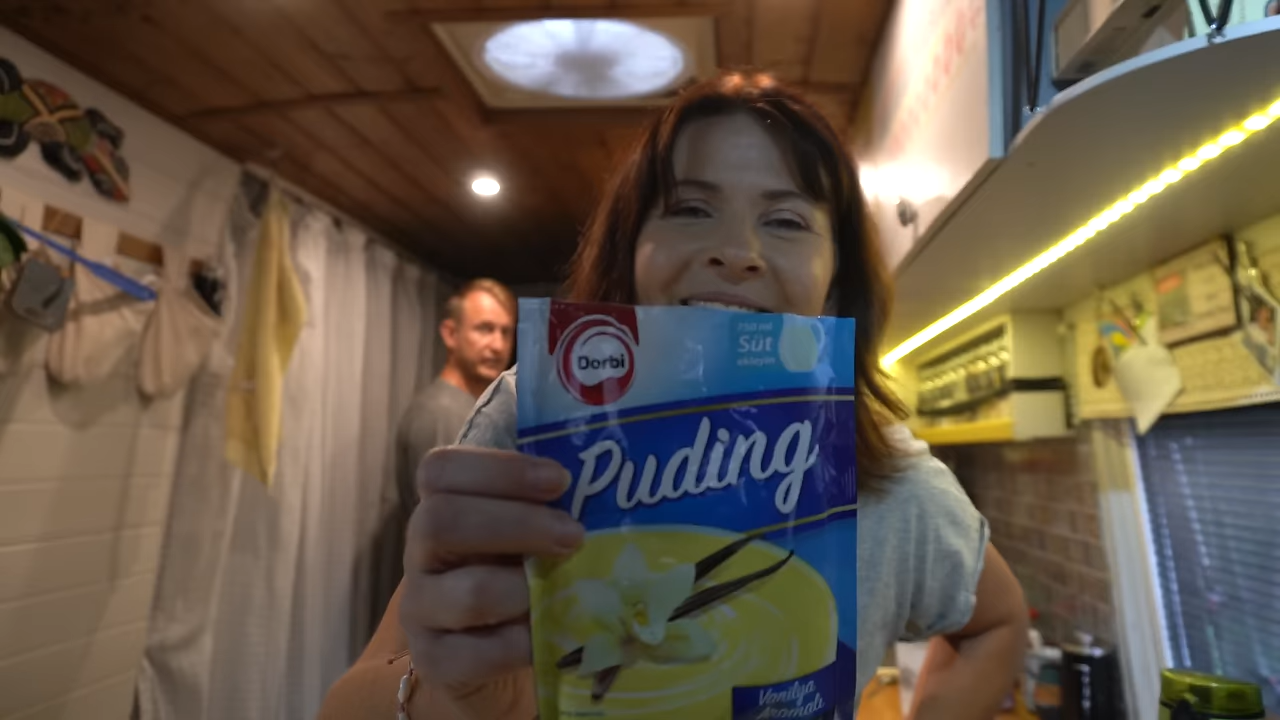 Dorbi
750 ml
Süt
ekleyin
Puding
Vanilya
Aromalı